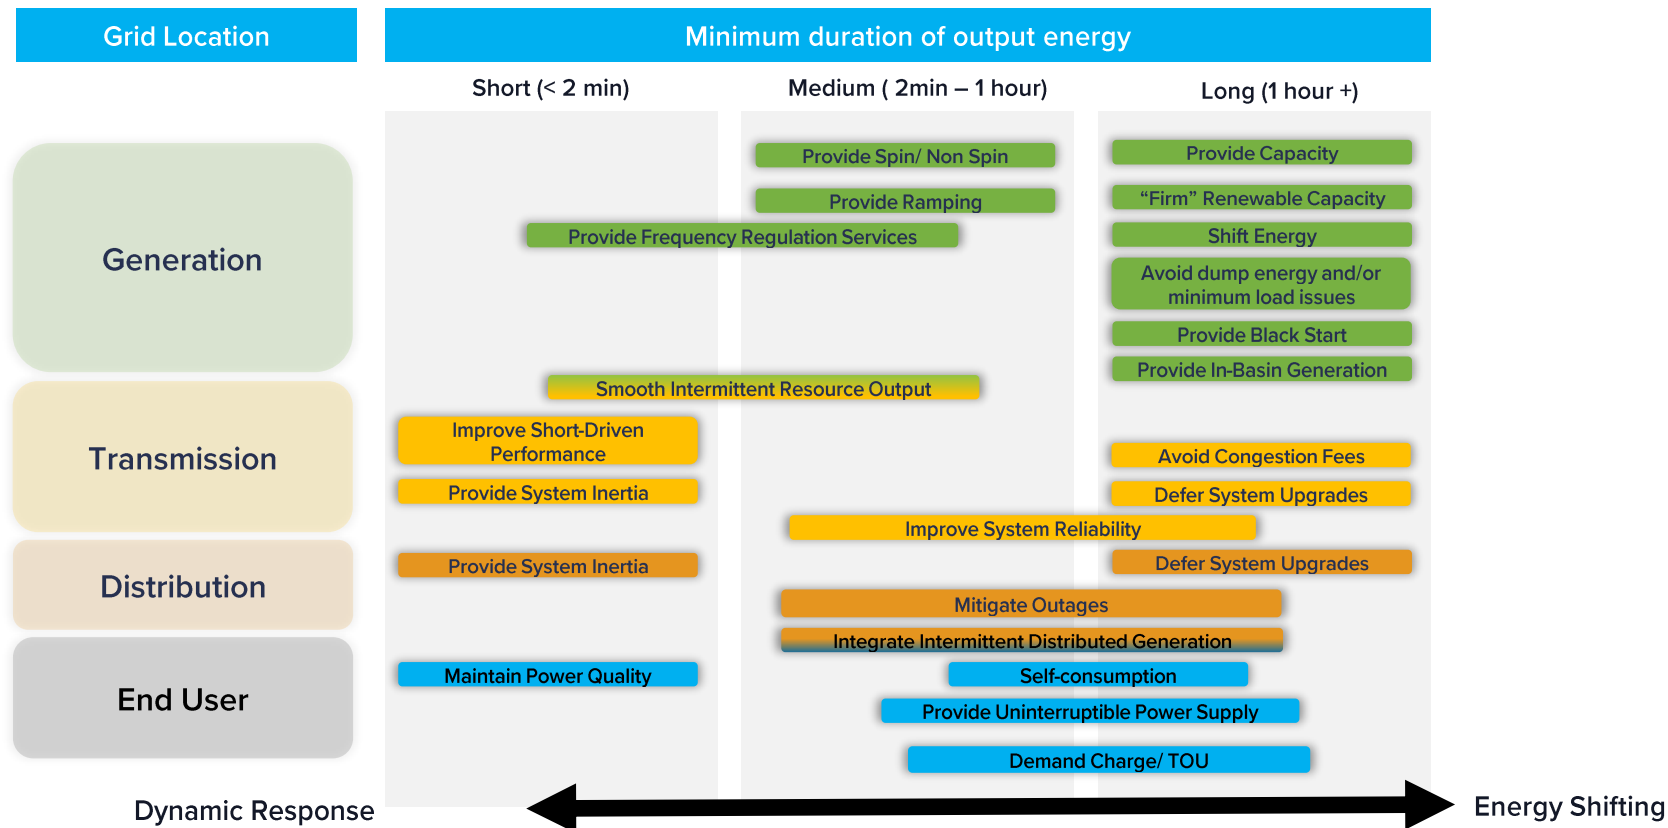 Grid Location
Minimum duration of output energy
Short (< 2 min)
Medium ( 2min – 1 hour)
Long (1 hour +)
Generation
Provide Spin/ Non Spin
Provide Capacity
Provide Ramping
“Firm” Renewable Capacity
Provide Frequency Regulation Services
Shift Energy
Avoid dump energy and/or
minimum load issues
Provide Black Start
Provide In-Basin Generation
Smooth Intermittent Resource Output
Transmission
Improve Short-Driven
Performance
Avoid Congestion Fees
Provide System Inertia
Defer System Upgrades
Improve System Reliability
Distribution
Provide System Inertia
Defer System Upgrades
Mitigate Outages
Integrate Intermittent Distributed Generation
End User
Maintain Power Quality
Self-consumption
Provide Uninterruptible Power Supply
Demand Charge/ TOU
Dynamic Response
Energy Shifting